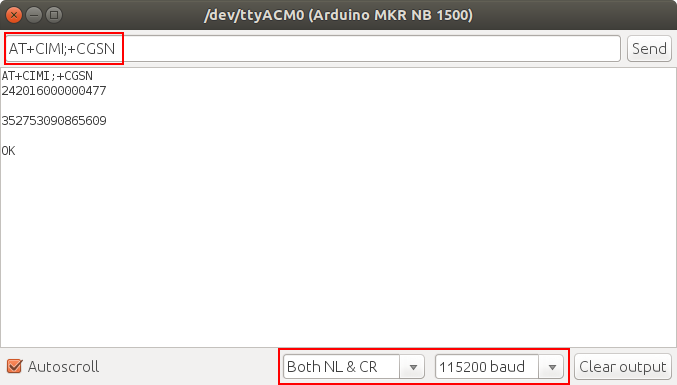 /dev/ttyACM0 (Arduino MKR NB 1500)
AT+CIMI;+CGSN
Send
AT+CIMI;+CGSN
242016000000477
352753090865609
OK
Autoscroll
Both NL & CR
115200 baud
Clear output